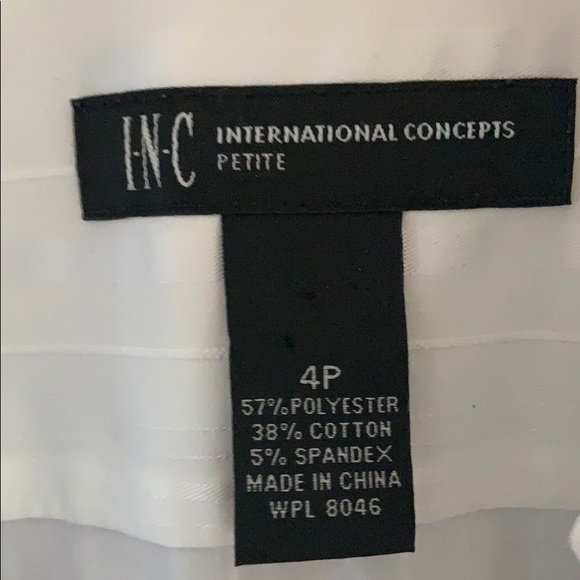 I-N-C INTERNATIONAL CONCEPTS
PETITE
4P
57% POLYESTER
38% COTTON
5% SPANDEX
MADE IN CHINA
WPL 8046